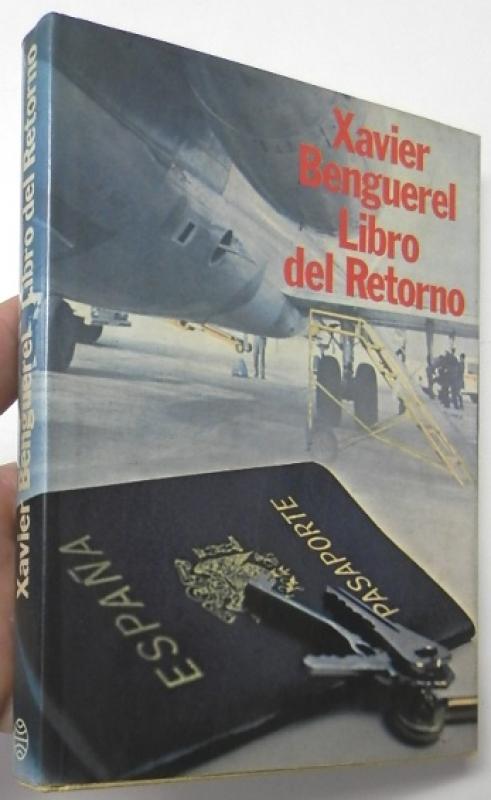 Xavier
Benguerel
Libro
del Retorno
Xavier Benguerel Libro del Retorno
ESPAÑA
PASAPORTE